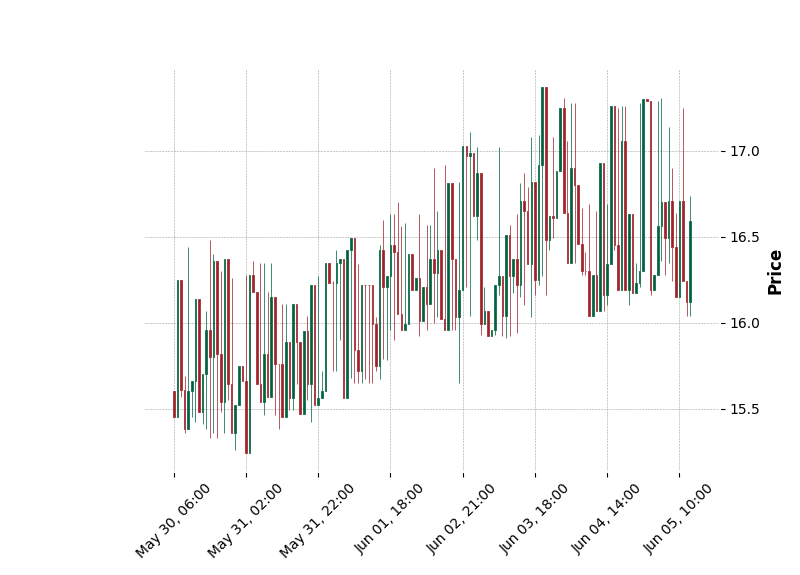 17.0
16.5
16.0
15.5
Price
May 30, 06:00
May 31, 02:00
May 31, 22:00
Jun 01, 18:00
Jun 02, 21:00
Jun 03, 18:00
Jun 04, 14:00
Jun 05, 10:00